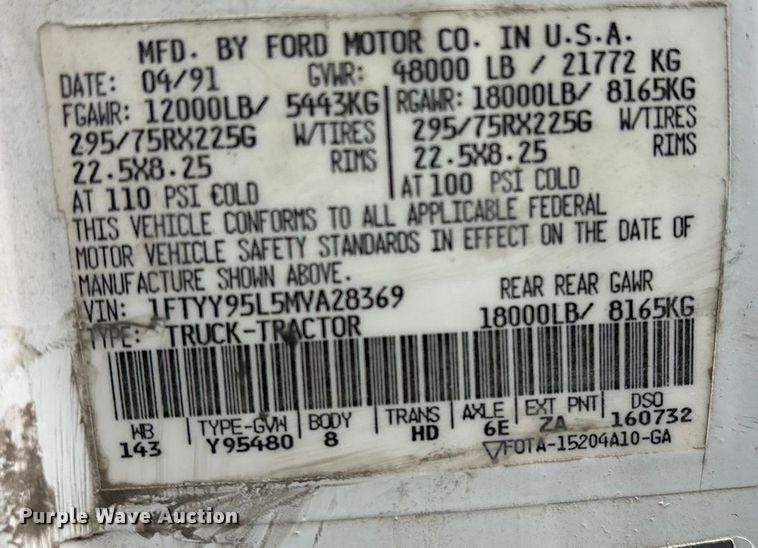 MFD. BY FORD MOTOR CO. IN U.S.A.
DATE: 04/91 GVWR: 48000 LB / 21772 KG
FGAWR: 12000LB/ 5443KG RGAWR: 18000LB/ 8165KG
295/75RX225G W/TIRES 295/75RX225G W/TIRES
22.5X8.25 RIMS 22.5X8.25 RIMS
AT 110 PSI COLD AT 100 PSI COLD
THIS VEHICLE CONFORMS TO ALL APPLICABLE FEDERAL
MOTOR VEHICLE SAFETY STANDARDS IN EFFECT ON THE DATE OF
MANUFACTURE SHOWN ABOVE.
VIN: 1FTYY95L5MVA28369 REAR REAR GAWR
TYPE: TRUCK-TRACTOR 18000LB/ 8165KG
WB TYPE-GVW BODY TRANS AXLE EXT PNT DSO
143 Y95480 8 HD 6E ZA 160732
FOTA-15204A10-GA
Purple Wave Auction